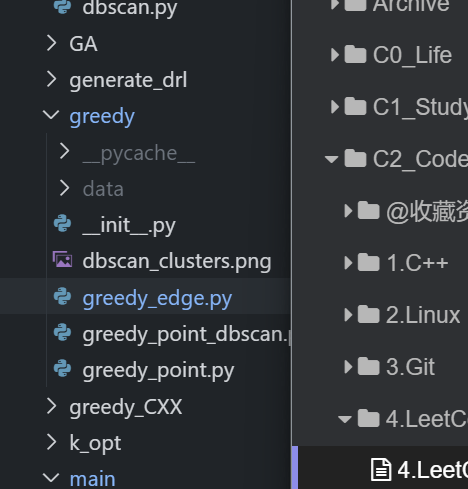 dbscan.py
GA
generate_drl
greedy
__pycache__
data
__init__.py
dbscan_clusters.png
greedy_edge.py
greedy_point_dbscan.
greedy_point.py
greedy_CXX
k_opt
main
Archive
C0_Life
C1_Study
C2_Code
@收藏
1.C++
2.Linux
3.Git
4.LeetC
4.LeetC